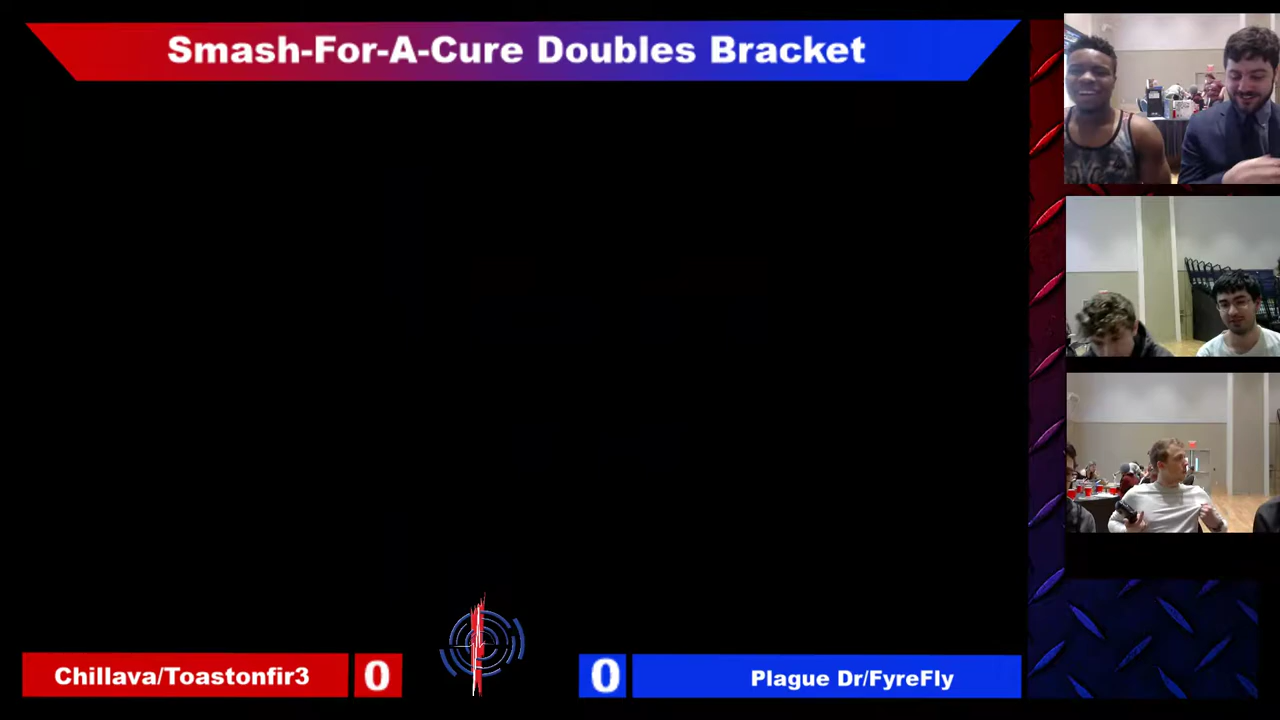 Smash-For-A-Cure Doubles Bracket
Chillava/Toastonfir3
0
0
Plague Dr/FyreFly